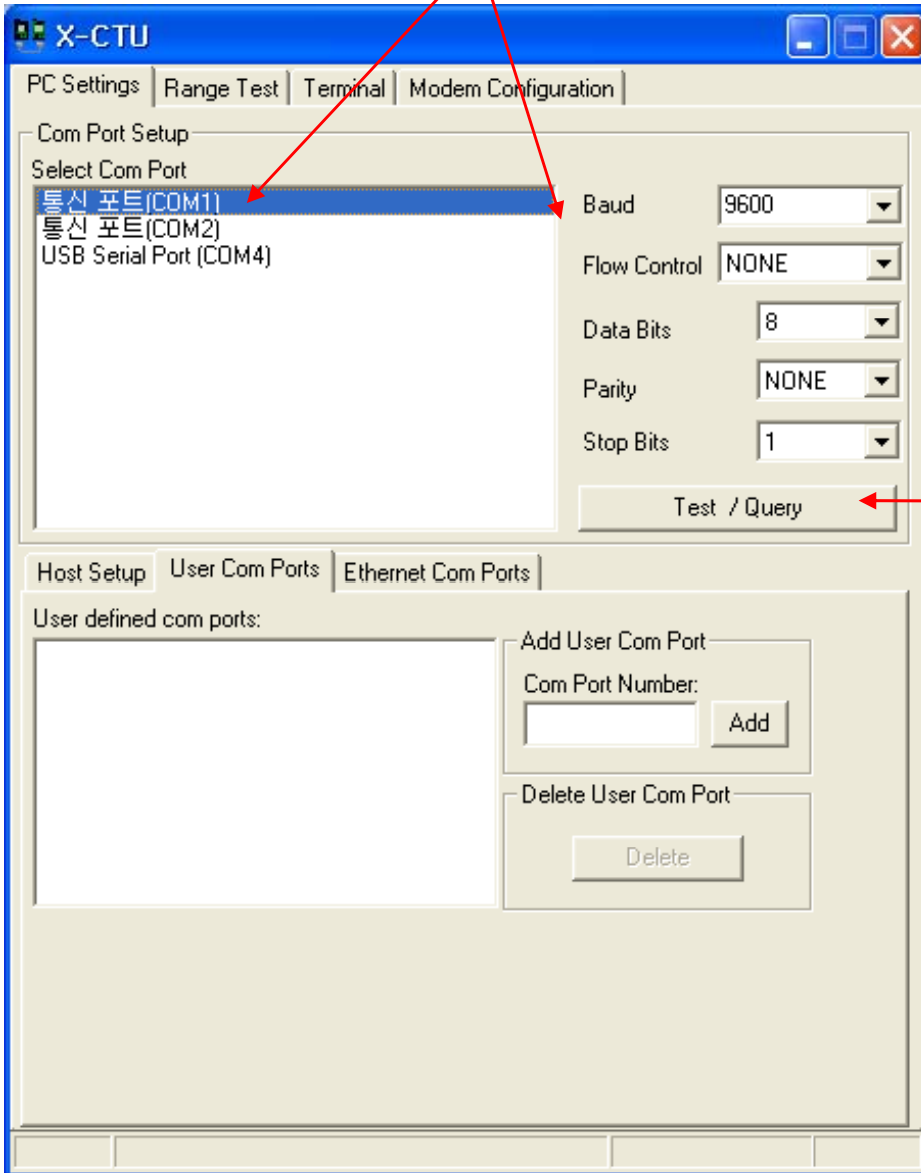 X-CTU
PC Settings Range Test Terminal Modem Configuration
Com Port Setup
Select Com Port
통신 포트(COM1)
통신 포트(COM2)
USB Serial Port (COM4)
Baud 9600
Flow Control NONE
Data Bits 8
Parity NONE
Stop Bits 1
Test / Query
Host Setup User Com Ports Ethernet Com Ports
User defined com ports:
Add User Com Port
Com Port Number:
Add
Delete User Com Port
Delete